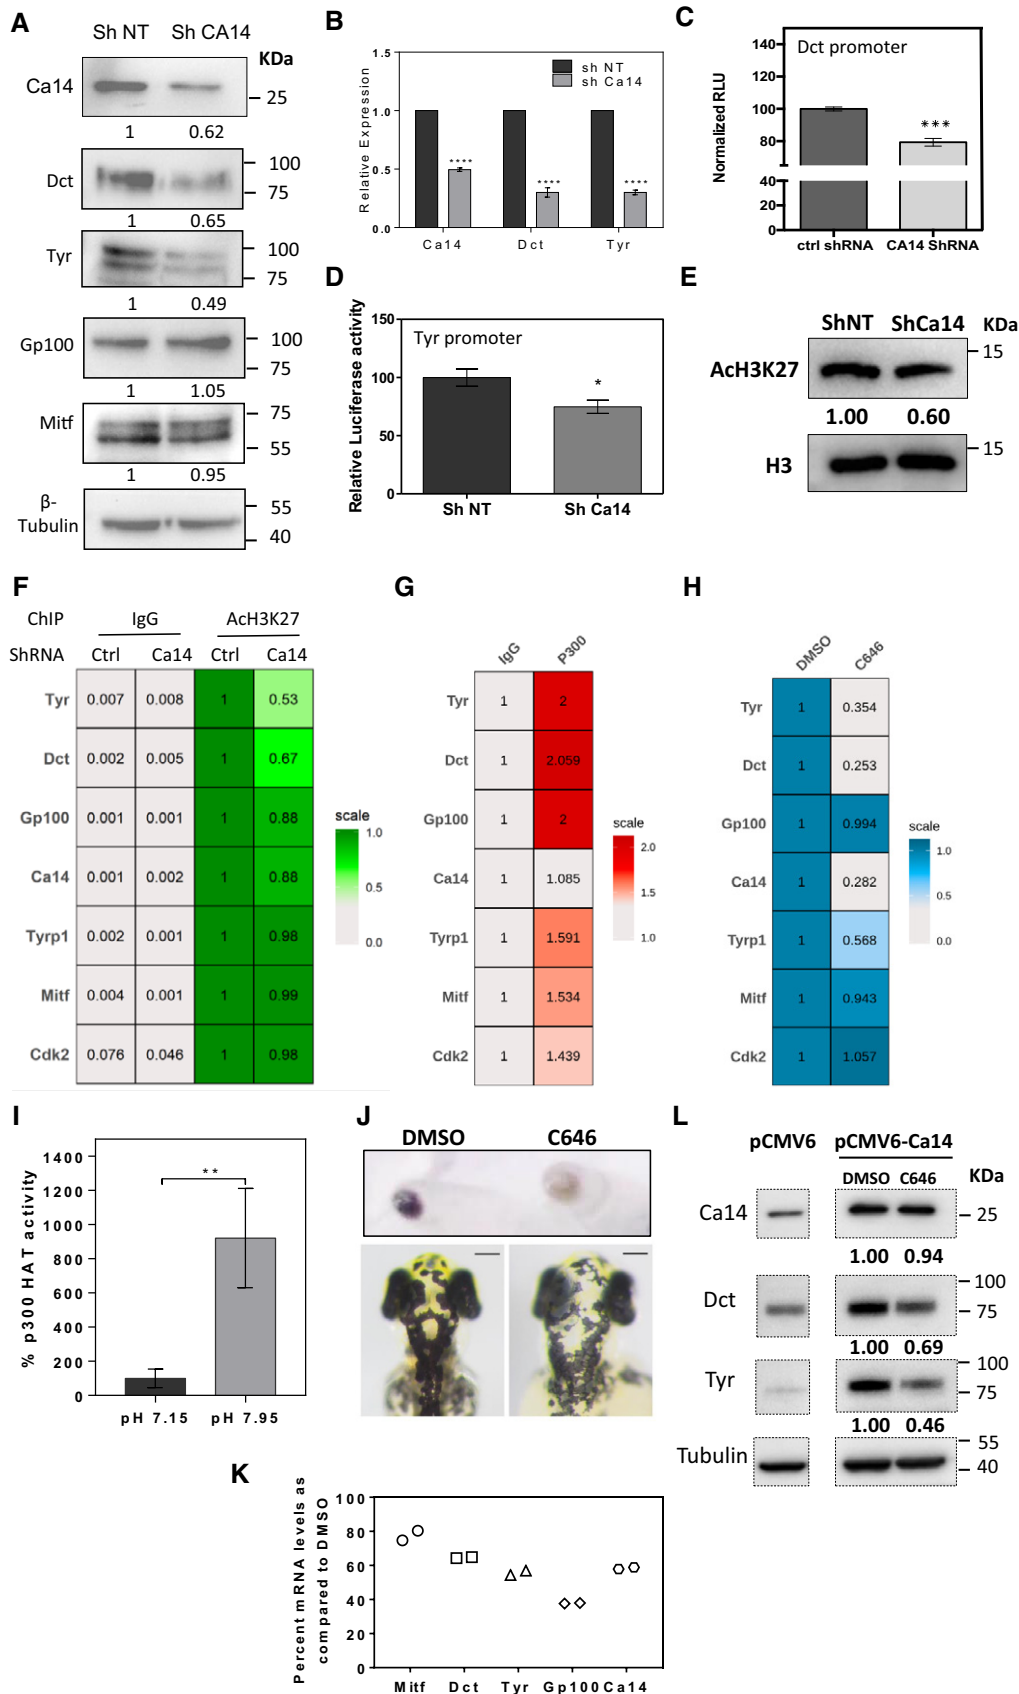 A
Sh NT Sh CA14
KDa
Ca14
25
1 0.62
Dct
100
75
1 0.65
Tyr
100
75
1 0.49
Gp100
100
75
1 1.05
Mitf
75
55
1 0.95
β-
Tubulin
55
40
B
Relative Expression
1.5
1.0
0.5
0.0
sh NT
sh Ca14
****
****
****
Ca14 Dct Tyr
C
Normalized RLU
Dct promoter
140
120
100
80
40
20
0
***
ctrl shRNA CA14 ShRNA
D
Relative Luciferase activity
Tyr promoter
150
100
50
0
*
Sh NT Sh Ca14
E
ShNT ShCa14 KDa
15
AcH3K27
1.00 0.60
15
H3
F
ChIP IgG AcH3K27
ShRNA Ctrl Ca14 Ctrl Ca14
Tyr 0.007 0.008 1 0.53
Dct 0.002 0.005 1 0.67
Gp100 0.001 0.001 1 0.88
Ca14 0.001 0.002 1 0.88
Tyrp1 0.002 0.001 1 0.98
Mitf 0.004 0.001 1 0.99
Cdk2 0.076 0.046 1 0.98
scale
1.0
0.5
0.0
G
IgG P300
Tyr 1 2
Dct 1 2.059
Gp100 1 2
Ca14 1 1.085
Tyrp1 1 1.591
Mitf 1 1.534
Cdk2 1 1.439
scale
2.0
1.5
1.0
H
DMSO C646
Tyr 1 0.354
Dct 1 0.253
Gp100 1 0.994
Ca14 1 0.282
Tyrp1 1 0.568
Mitf 1 0.943
Cdk2 1 1.057
scale
1.0
0.5
0.0
I
% p300 HAT activity
1400
1200
1000
800
600
400
200
0
**
pH 7.15 pH 7.95
J
DMSO C646
K
Percent mRNA levels as
compared to DMSO
100
80
60
40
20
0
Mitf Dct Tyr Gp100 Ca14
L
pCMV6 pCMV6-Ca14
DMSO C646 KDa
Ca14
25
1.00 0.94
Dct
100
75
1.00 0.69
Tyr
100
75
1.00 0.46
Tubulin
55
40